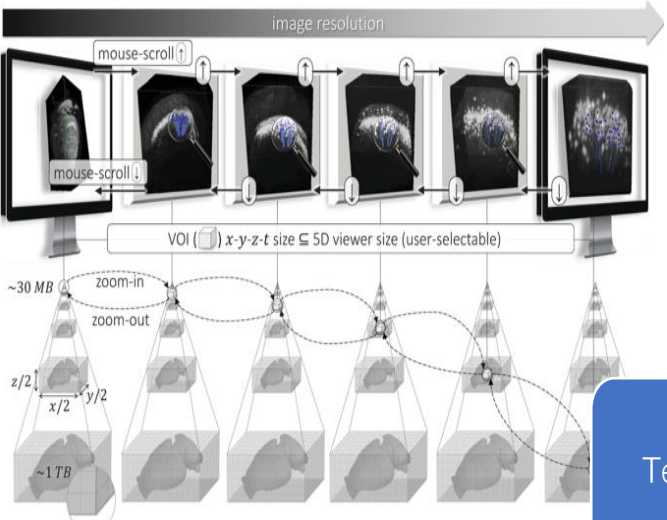 image resolution
mouse-scroll ↑
↑
↑
↑
↑
mouse-scroll ↓
↓
↓
↓
↓
VOI ( ) x-y-z-t size ⊆ 5D viewer size (user-selectable)
~30 MB
zoom-in
zoom-out
z/2
x/2
y/2
~1 TB
Te